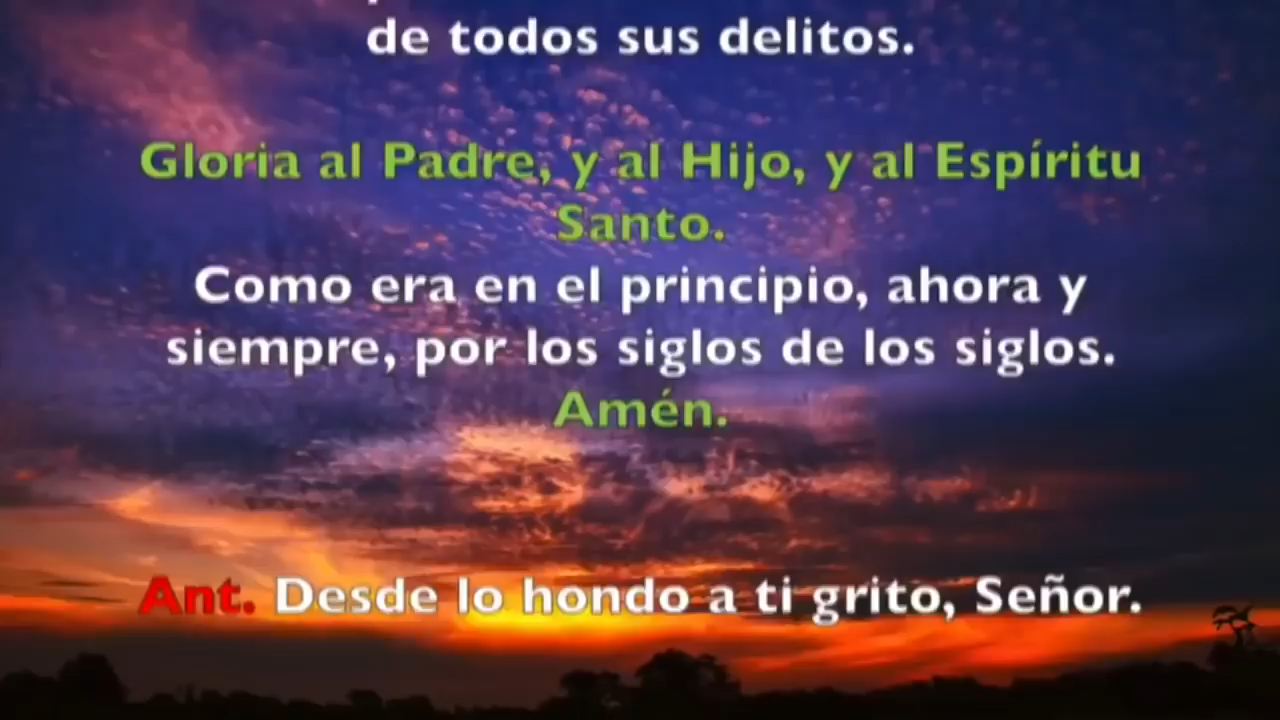 de todos sus delitos.
Gloria al Padre, y al Hijo, y al Espíritu
Santo.
Como era en el principio, ahora y
siempre, por los siglos de los siglos.
Amén.
Ant. Desde lo hondo a ti grito, Señor.